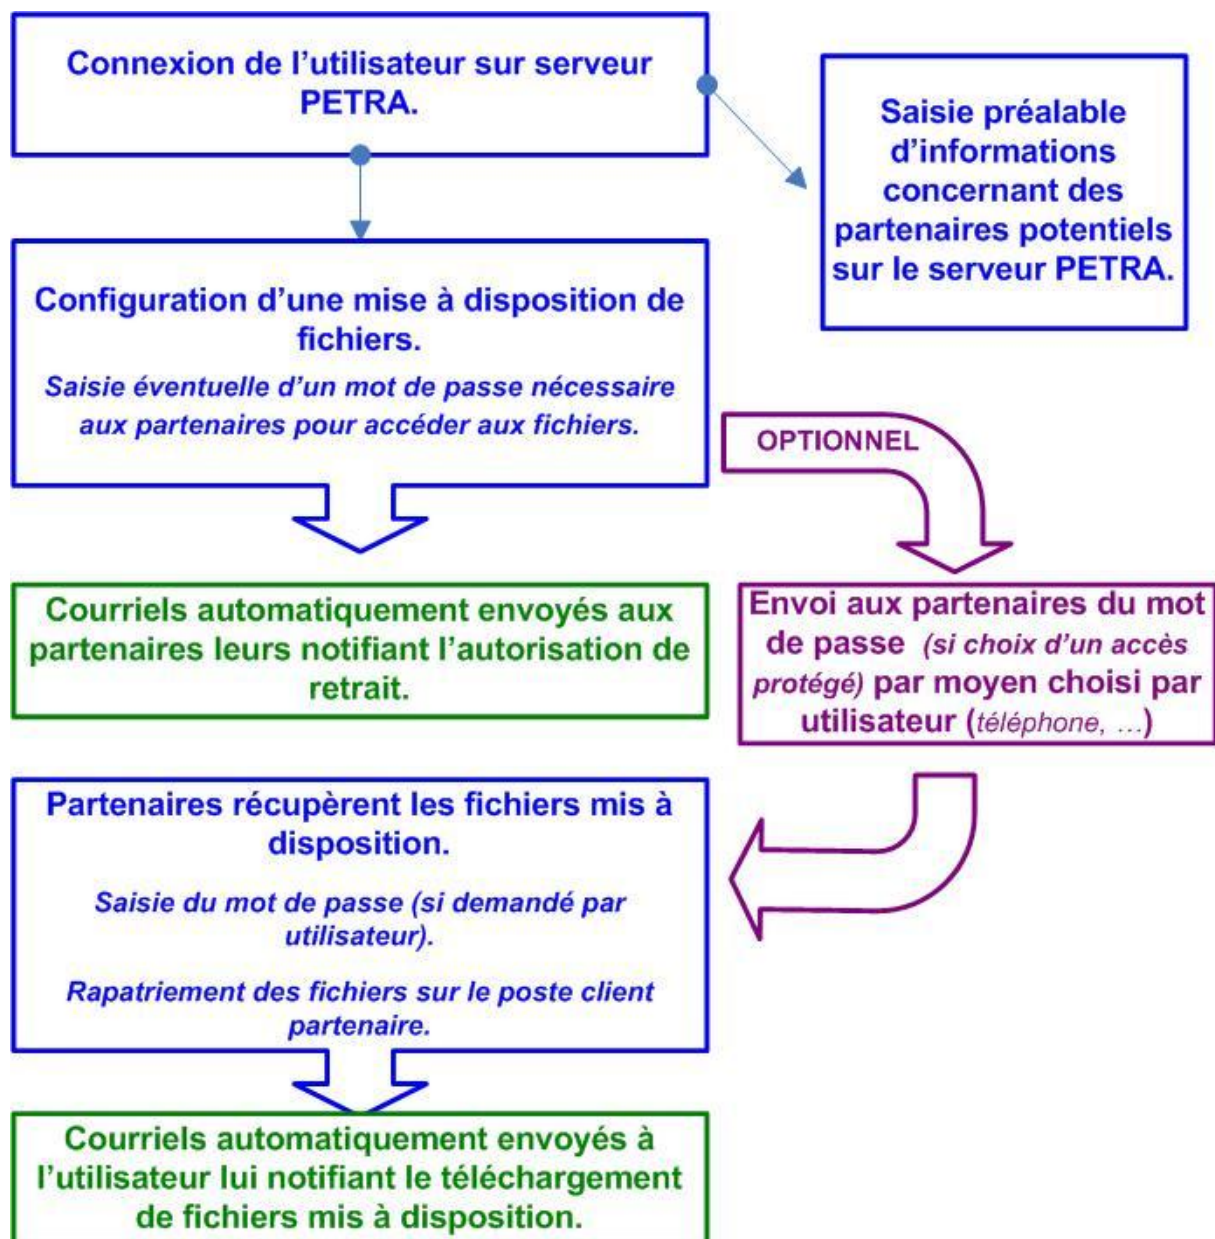 Connexion de l’utilisateur sur serveur
PETRA.
Saisie préalable
d’informations
concernant des
partenaires potentiels
sur le serveur PETRA.
Configuration d’une mise à disposition de
fichiers.
Saisie éventuelle d’un mot de passe nécessaire
aux partenaires pour accéder aux fichiers.
OPTIONNEL
Courriels automatiquement envoyés aux
partenaires leurs notifiant l’autorisation de
retrait.
Envoi aux partenaires du mot
de passe (si choix d’un accès
protégé) par moyen choisi par
utilisateur (téléphone, …)
Partenaires récupèrent les fichiers mis à
disposition.
Saisie du mot de passe (si demandé par
utilisateur).
Rapatriement des fichiers sur le poste client
partenaire.
Courriels automatiquement envoyés à
l’utilisateur lui notifiant le téléchargement
de fichiers mis à disposition.